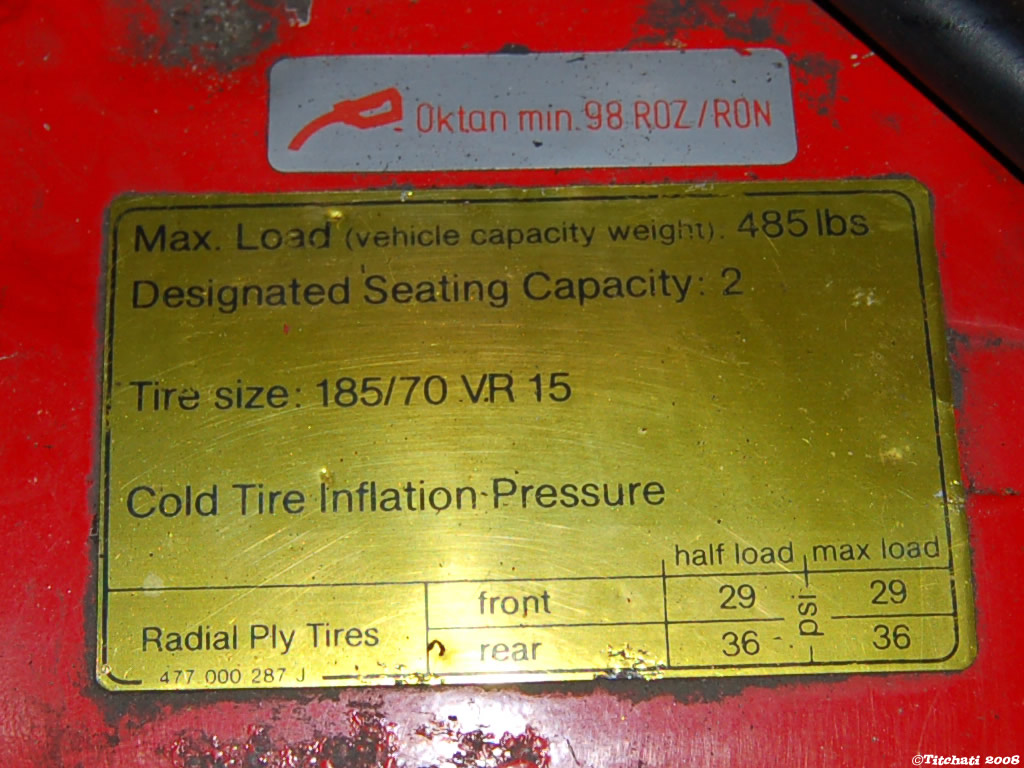 Oktan min. 98 ROZ/RON
Max. Load (vehicle capacity weight): 485 lbs
Designated Seating Capacity: 2
Tire size: 185/70 VR 15
Cold Tire Inflation Pressure
half load max load
front 29 psi 29
Radial Ply Tires
rear 36 36
477 000 287 J
©Titchati 2008